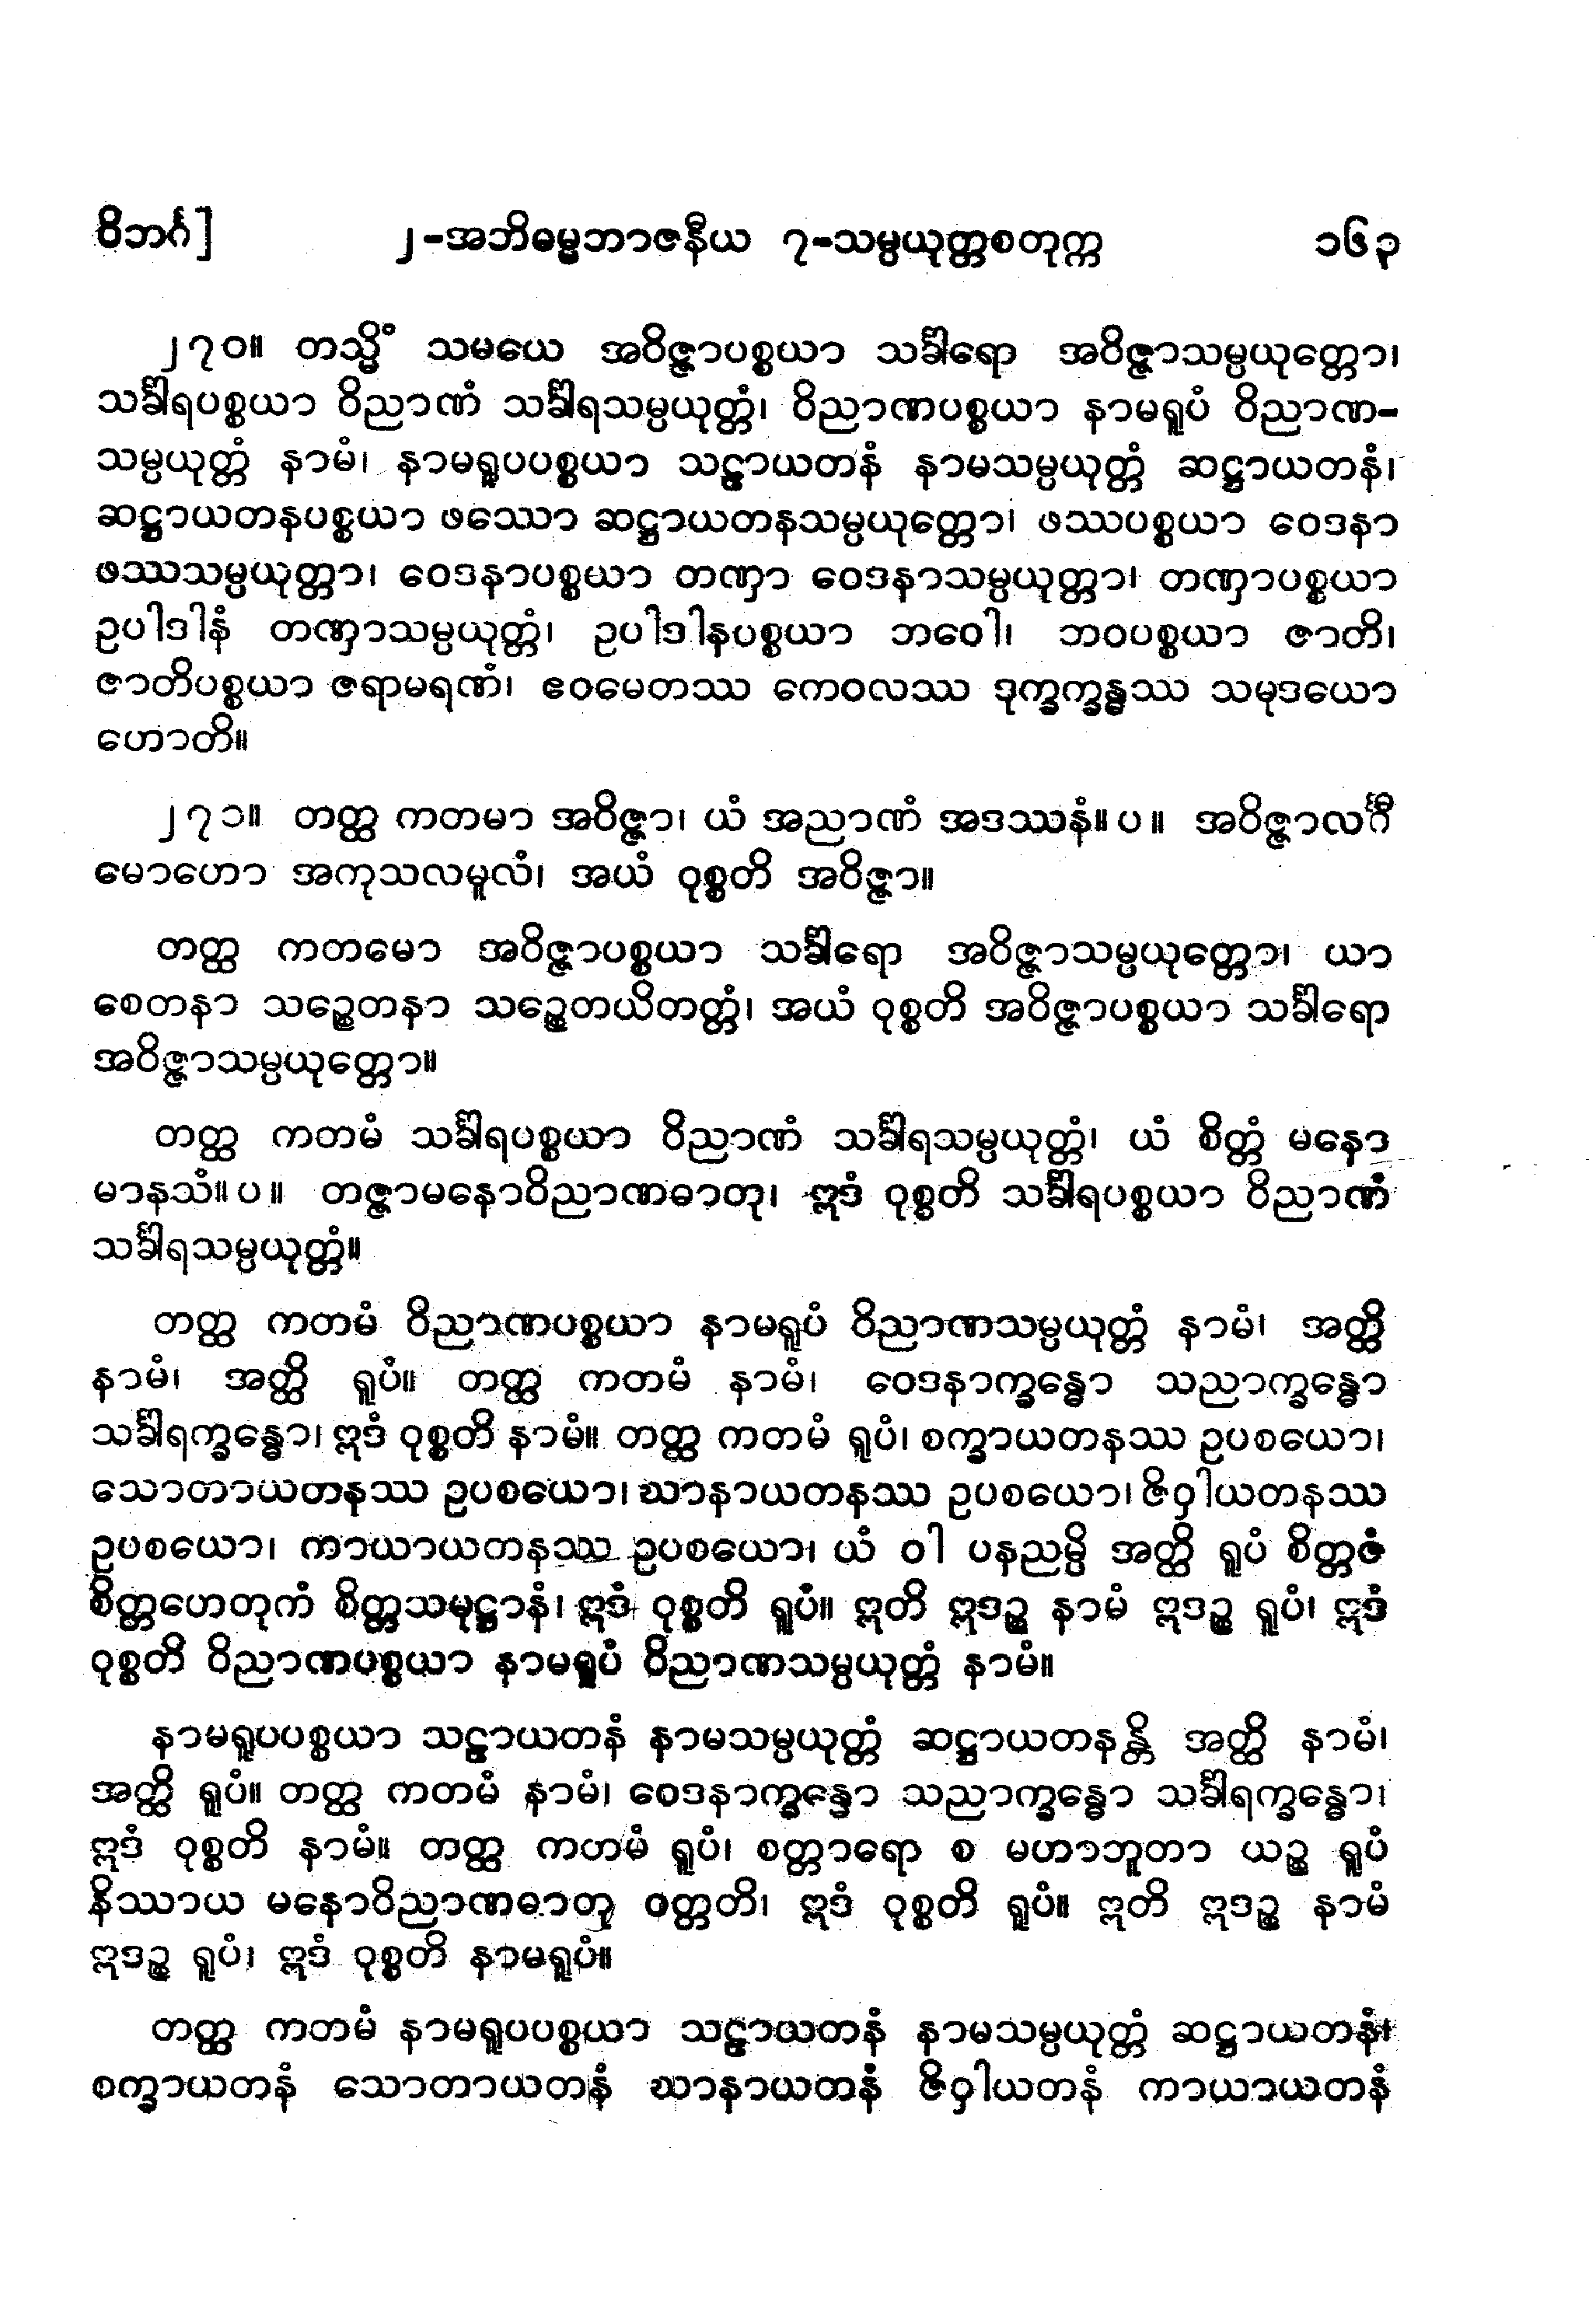 ဝိဘင်္ဂ] ၂-အဘိဓမ္မဘာဇနီယ ၇-သမ္ပယုတ္တစတုက္က ၁၆၃
၂၇၀။ တသ္မိံ သမယေ အဝိဇ္ဇာပစ္စယာ သင်္ခါရော အဝိဇ္ဇာသမ္ပယုတ္တော၊
သင်္ခါရပစ္စယာ ဝိညာဏံ သင်္ခါရသမ္ပယုတ္တံ၊ ဝိညာဏပစ္စယာ နာမရူပံ ဝိညာဏ-
သမ္ပယုတ္တံ နာမံ၊ နာမရူပပစ္စယာ သဠာယတနံ နာမသမ္ပယုတ္တံ ဆဋ္ဌာယတနံ၊
ဆဋ္ဌာယတနပစ္စယာ ဖဿော ဆဋ္ဌာယတနသမ္ပယုတ္တော၊ ဖဿပစ္စယာ ဝေဒနာ
ဖဿသမ္ပယုတ္တာ၊ ဝေဒနာပစ္စယာ တဏှာ ဝေဒနာသမ္ပယုတ္တာ၊ တဏှာပစ္စယာ
ဥပါဒါနံ တဏှာသမ္ပယုတ္တံ၊ ဥပါဒါနပစ္စယာ ဘဝေါ၊ ဘဝပစ္စယာ ဇာတိ၊
ဇာတိပစ္စယာ ဇရာမရဏံ၊ ဧဝမေတဿ ကေဝလဿ ဒုက္ခက္ခန္ဓဿ သမုဒယော
ဟောတိ။
၂၇၁။ တတ္ထ ကတမာ အဝိဇ္ဇာ၊ ယံ အညာဏံ အဒဿနံ။ပ။ အဝိဇ္ဇာလင်္ဂီ
မောဟော အကုသလမူလံ၊ အယံ ဝုစ္စတိ အဝိဇ္ဇာ။
တတ္ထ ကတမော အဝိဇ္ဇာပစ္စယာ သင်္ခါရော အဝိဇ္ဇာသမ္ပယုတ္တော၊ ယာ
စေတနာ သဉ္စေတနာ သဉ္စေတယိတတ္တံ၊ အယံ ဝုစ္စတိ အဝိဇ္ဇာပစ္စယာ သင်္ခါရော
အဝိဇ္ဇာသမ္ပယုတ္တော။
တတ္ထ ကတမံ သင်္ခါရပစ္စယာ ဝိညာဏံ သင်္ခါရသမ္ပယုတ္တံ၊ ယံ စိတ္တံ မနော
မာနသံ။ပ။ တဇ္ဇာမနောဝိညာဏဓာတု၊ ဣဒံ ဝုစ္စတိ သင်္ခါရပစ္စယာ ဝိညာဏံ
သင်္ခါရသမ္ပယုတ္တံ။
တတ္ထ ကတမံ ဝိညာဏပစ္စယာ နာမရူပံ ဝိညာဏသမ္ပယုတ္တံ နာမံ၊ အတ္ထိ
နာမံ၊ အတ္ထိ ရူပံ။ တတ္ထ ကတမံ နာမံ၊ ဝေဒနာက္ခန္ဓော သညာက္ခန္ဓော
သင်္ခါရက္ခန္ဓော၊ ဣဒံ ဝုစ္စတိ နာမံ။ တတ္ထ ကတမံ ရူပံ၊ စက္ခာယတနဿ ဥပစယော၊
သောတာယတနဿ ဥပစယော၊ ဃာနာယတနဿ ဥပစယော၊ ဇိဝှါယတနဿ
ဥပစယော၊ ကာယာယတနဿ ဥပစယော၊ ယံ ဝါ ပနညမ္ပိ အတ္ထိ ရူပံ စိတ္တဇံ
စိတ္တဟေတုကံ စိတ္တသမုဋ္ဌာနံ၊ ဣဒံ ဝုစ္စတိ ရူပံ။ ဣတိ ဣဒဉ္စ နာမံ ဣဒဉ္စ ရူပံ၊ ဣဒံ
ဝုစ္စတိ ဝိညာဏပစ္စယာ နာမရူပံ ဝိညာဏသမ္ပယုတ္တံ နာမံ။
နာမရူပပစ္စယာ သဠာယတနံ နာမသမ္ပယုတ္တံ ဆဋ္ဌာယတနန္တိ အတ္ထိ နာမံ၊
အတ္ထိ ရူပံ။ တတ္ထ ကတမံ နာမံ၊ ဝေဒနာက္ခန္ဓော သညာက္ခန္ဓော သင်္ခါရက္ခန္ဓော၊
ဣဒံ ဝုစ္စတိ နာမံ။ တတ္ထ ကတမံ ရူပံ၊ စတ္တာရော စ မဟာဘူတာ ယဉ္စ ရူပံ
နိဿာယ မနောဝိညာဏဓာတု ဝတ္တတိ၊ ဣဒံ ဝုစ္စတိ ရူပံ။ ဣတိ ဣဒဉ္စ နာမံ
ဣဒဉ္စ ရူပံ၊ ဣဒံ ဝုစ္စတိ နာမရူပံ။
တတ္ထ ကတမံ နာမရူပပစ္စယာ သဠာယတနံ နာမသမ္ပယုတ္တံ ဆဋ္ဌာယတနံ၊
စက္ခာယတနံ သောတာယတနံ ဃာနာယတနံ ဇိဝှါယတနံ ကာယာယတနံ